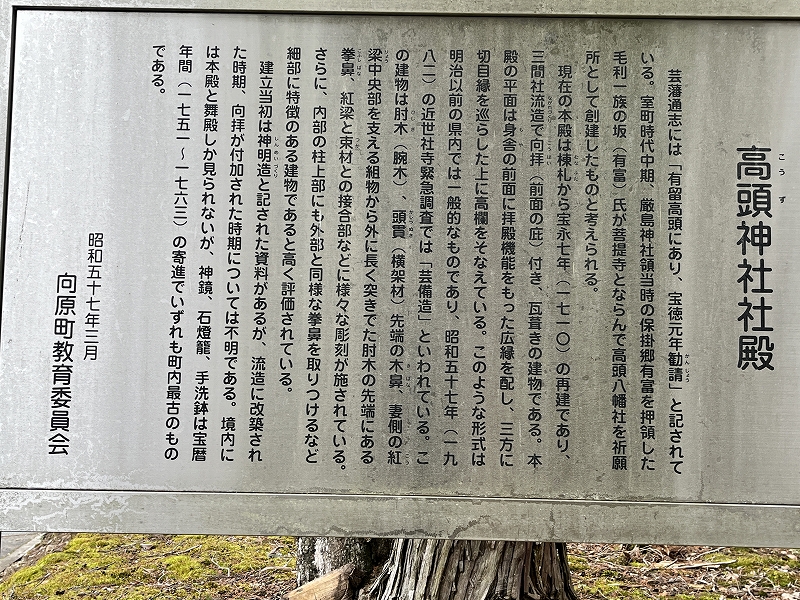 高頭神社社殿
こうず
芸藩通志には「有留高頭にあり、宝徳元年勧請」と記されて
いる。室町時代中期、厳島神社領当時の保掛郷有富を押領した
毛利一族の坂（有富）氏が菩提寺とならんで高頭八幡社を祈願
所として創建したものと考えられる。
現在の本殿は棟札から宝永七年（一七一〇）の再建であり、
三間社流造で向拝（前面の庇）付き、瓦葺きの建物である。本
殿の平面は身舎の前面に拝殿機能をもった広縁を配し、三方に
切目縁を巡らした上に高欄をそなえている。このような形式は
明治以前の県内では一般的なものであり、昭和五十七年（一九
八二）の近世社寺緊急調査では「芸備造」といわれている。こ
の建物は肘木（腕木）、頭貫（横架材）先端の木鼻、妻側の紅
梁中央部を支える組物から外に長く突きでた肘木の先端にある
拳鼻、紅梁と束材との接合部などに様々な彫刻が施されている。
さらに、内部の柱上部にも外部と同様な拳鼻を取りつけるなど
細部に特徴のある建物であると高く評価されている。
建立当初は神明造と記された資料があるが、流造に改築され
た時期、向拝が付加された時期については不明である。境内に
は本殿と舞殿しか見られないが、神鏡、石燈籠、手洗鉢は宝暦
年間（一七五一～一七六三）の寄進でいずれも町内最古のもの
である。
昭和五十七年三月
向原町教育委員会